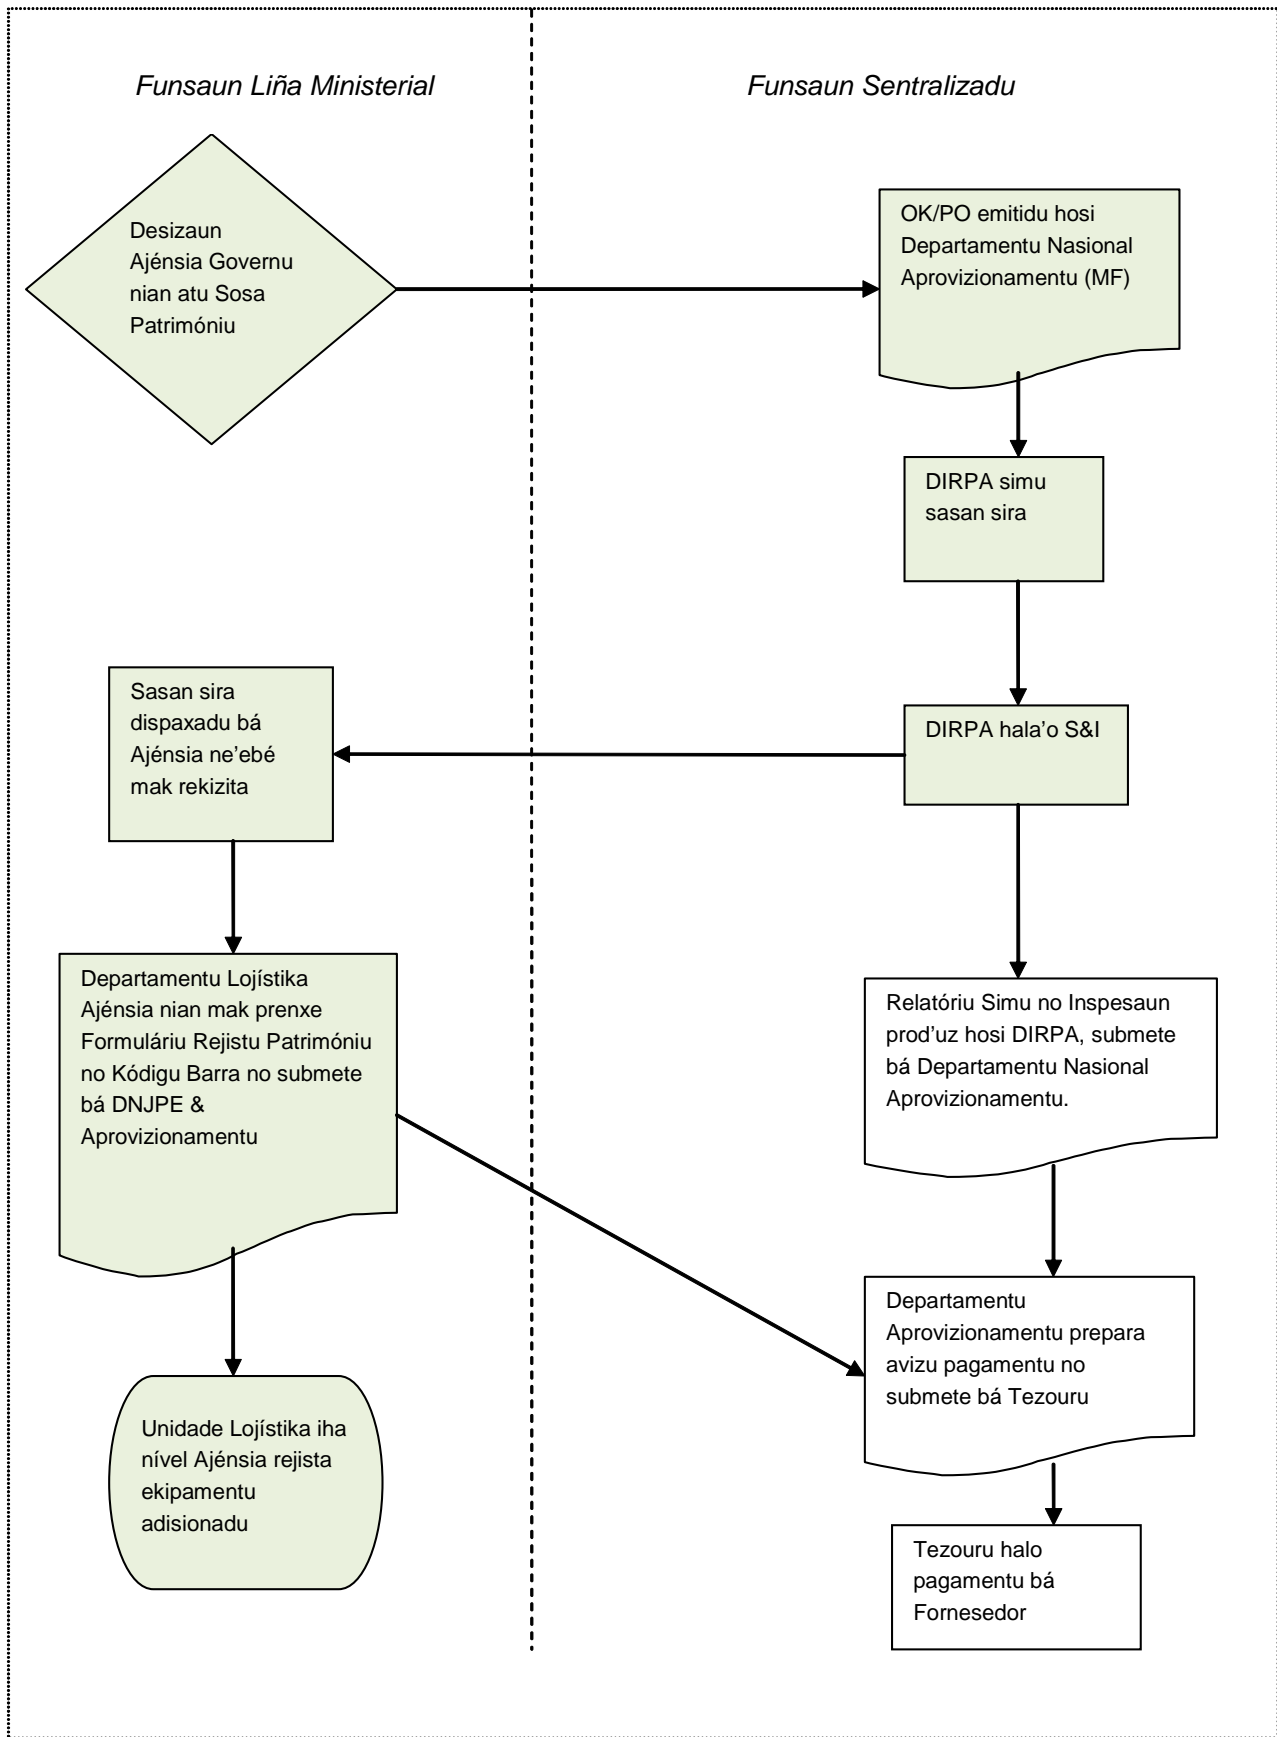 Funsaun Liña Ministerial
Funsaun Sentralizadu
Desizaun
Ajénsia Governu
nian atu Sosa
Patrimóniu
OK/PO emitidu hosi
Departamentu Nasional
Aprovizionamentu (MF)
DIRPA simu
sasan sira
DIRPA hala’o S&I
Sasan sira
dispaxadu bá
Ajénsia ne’ebé
mak rekizita
Departamentu Lojístika
Ajénsia nian mak prenxe
Formuláriu Rejistu Patrimóniu
no Kódigu Barra no submete
bá DNJPE &
Aprovizionamentu
Relatóriu Simu no Inspesaun
prod’uz hosi DIRPA, submete
bá Departamentu Nasional
Aprovizionamentu.
Departamentu
Aprovizionamentu prepara
avizu pagamentu no
submete bá Tezouru
Unidade Lojístika iha
nível Ajénsia rejista
ekipamentu
adisionadu
Tezouru halo
pagamentu bá
Fornesedor